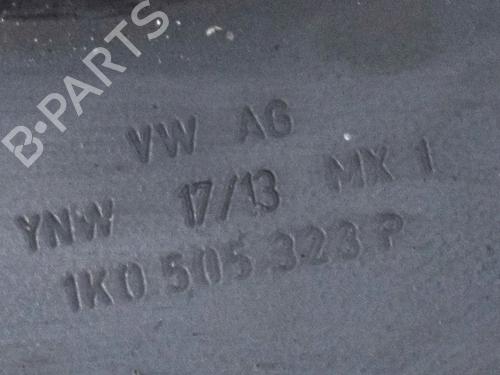 B-PARTS
VW AG
YNW 17/13 MX 1
1K0 505 323 P